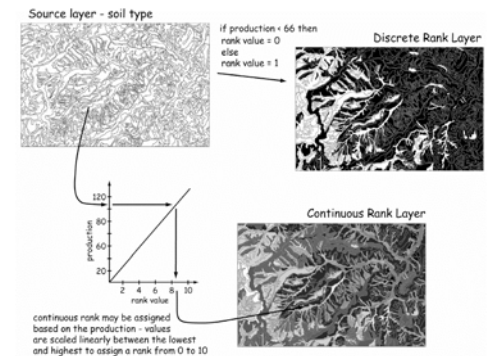 Source layer - soil type
if production < 66 then
rank value = 0
else
rank value = 1
Discrete Rank Layer
120
80
60
20
production
2 4 6 8 10
rank value
Continuous Rank Layer
continuous rank may be assigned
based on the production - values
are scaled linearly between the lowest
and highest to assign a rank from 0 to 10